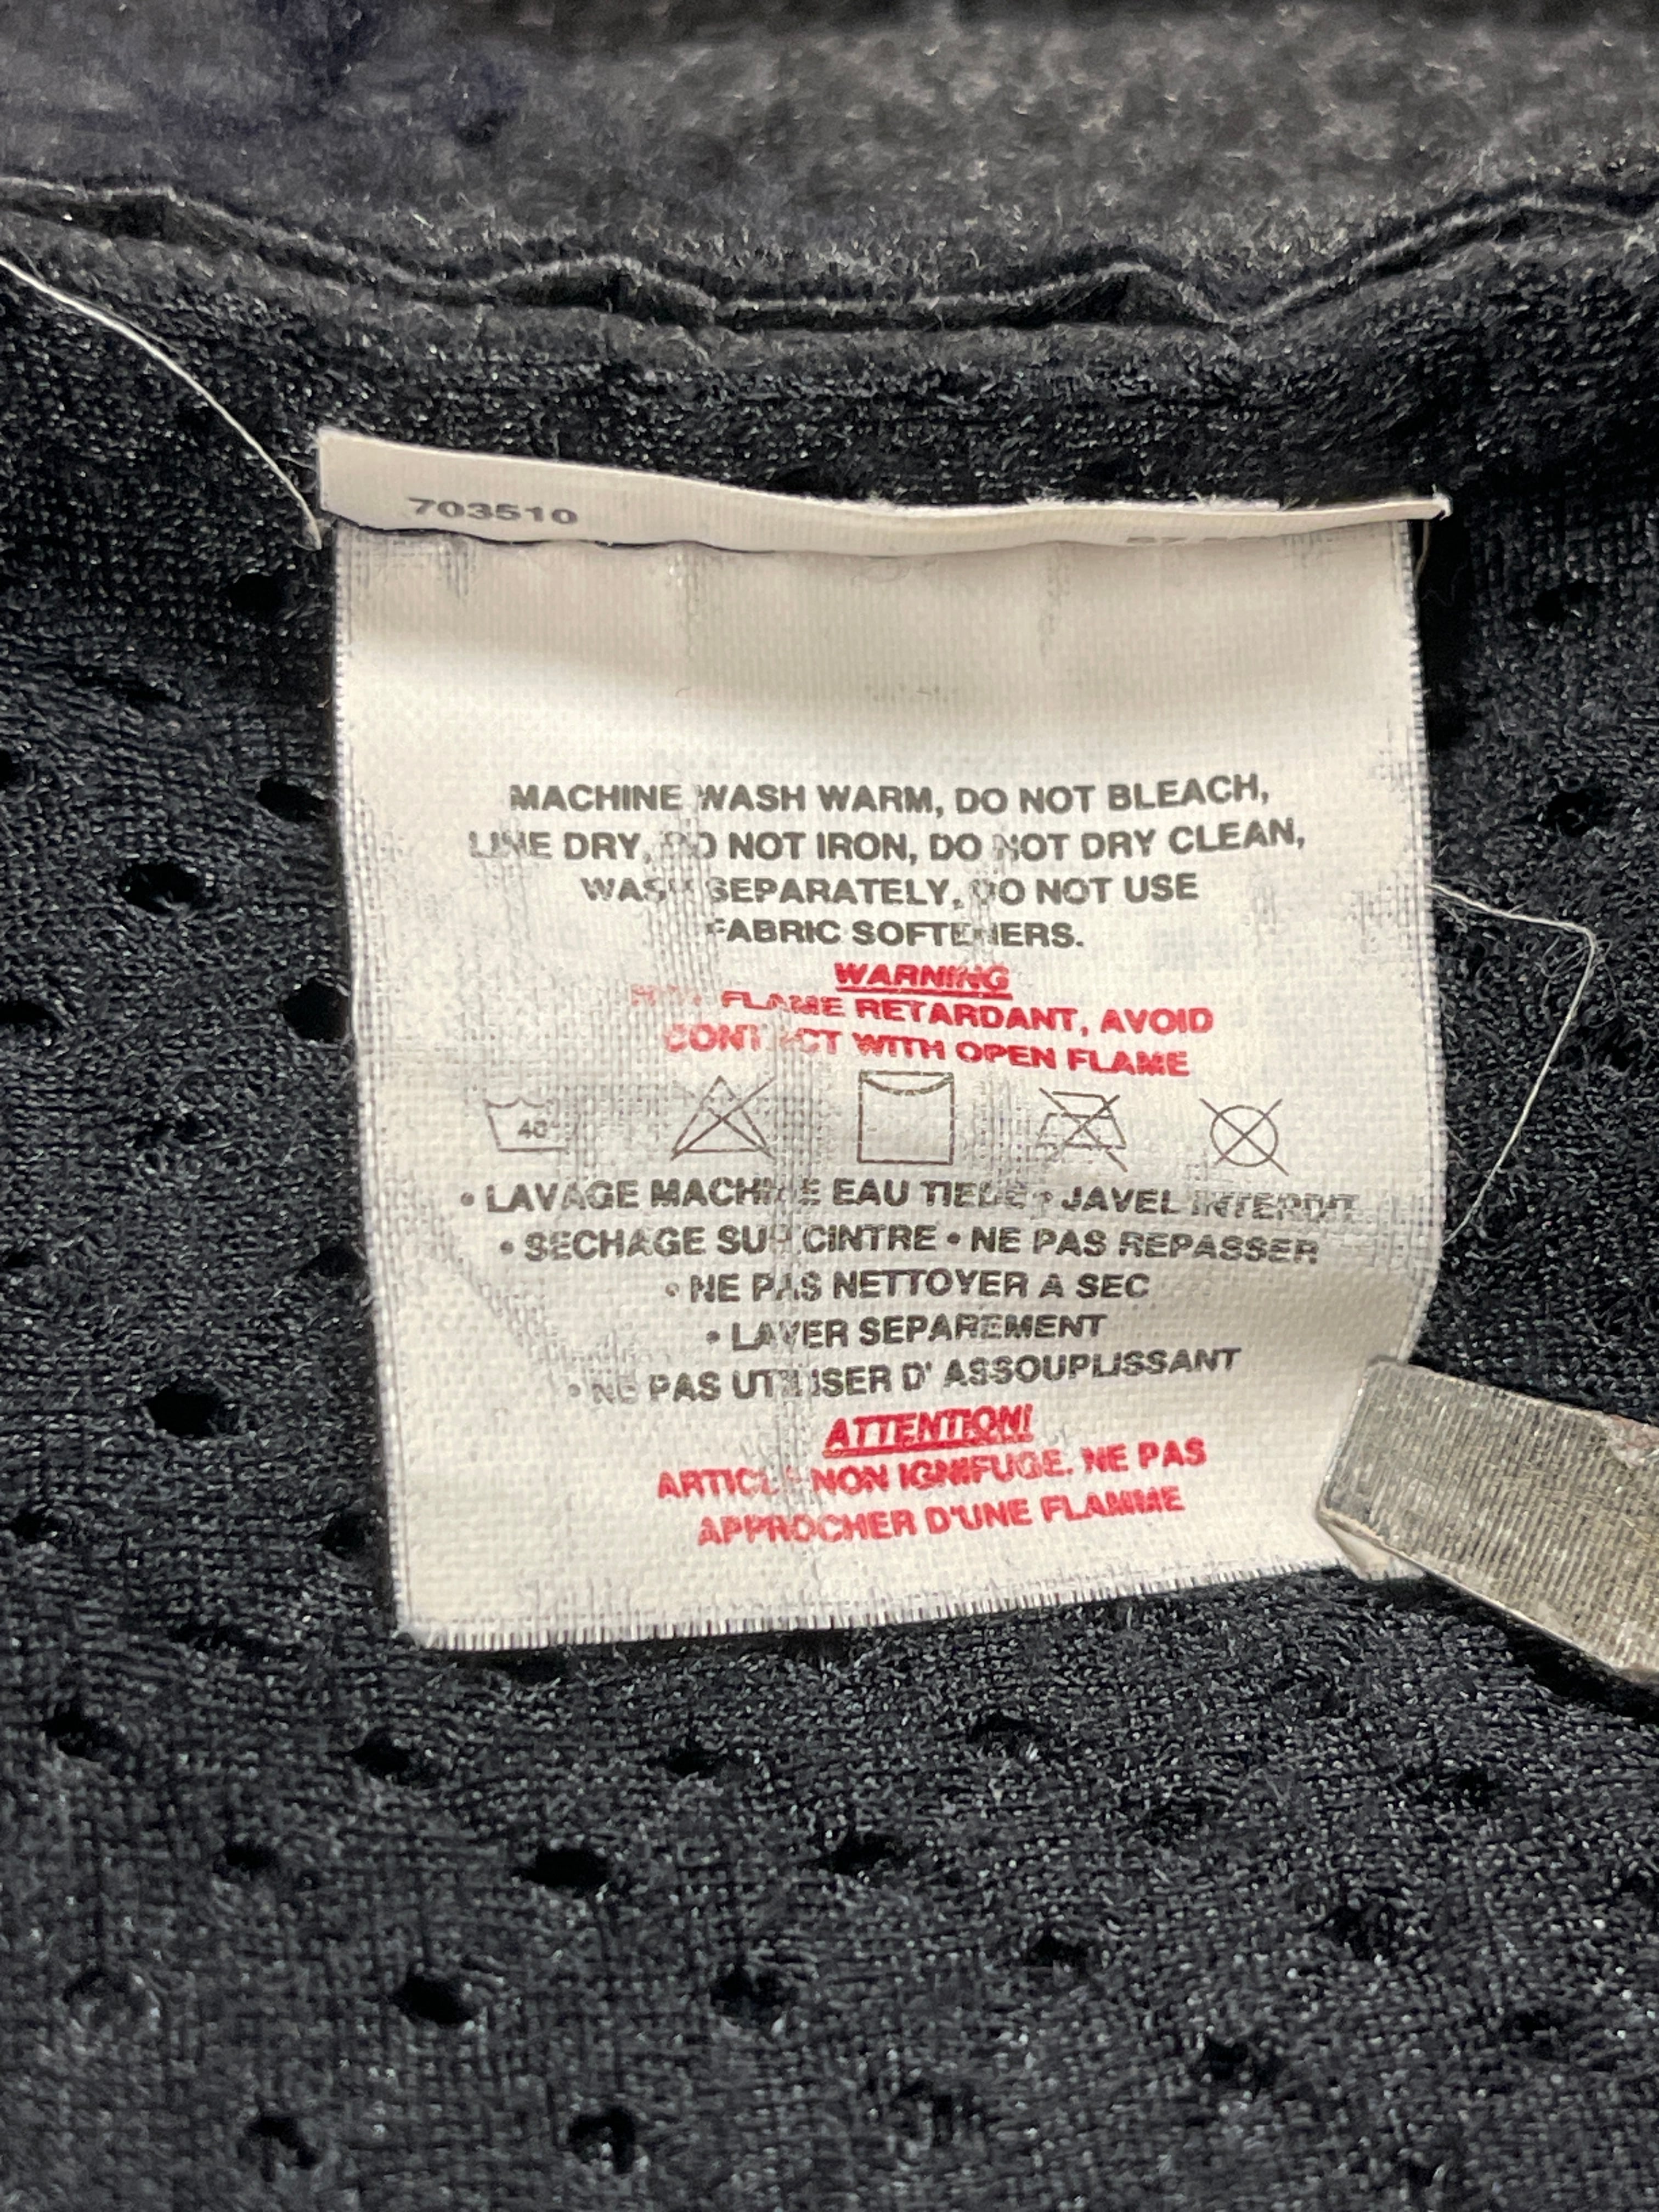 703510
MACHINE WASH WARM, DO NOT BLEACH,
LINE DRY, DO NOT IRON, DO NOT DRY CLEAN,
WASH SEPARATELY, DO NOT USE
FABRIC SOFTENERS.
WARNING
NOT FLAME RETARDANT, AVOID
CONTACT WITH OPEN FLAME
40°
• LAVAGE MACHINE EAU TIEDE • JAVEL INTERDIT
• SECHAGE SUR CINTRE • NE PAS REPASSER
• NE PAS NETTOYER A SEC
• LAVER SEPAREMENT
• NE PAS UTILISER D' ASSOUPLISSANT
ATTENTION!
ARTICLE NON IGNIFUGE. NE PAS
APPROCHER D'UNE FLAMME